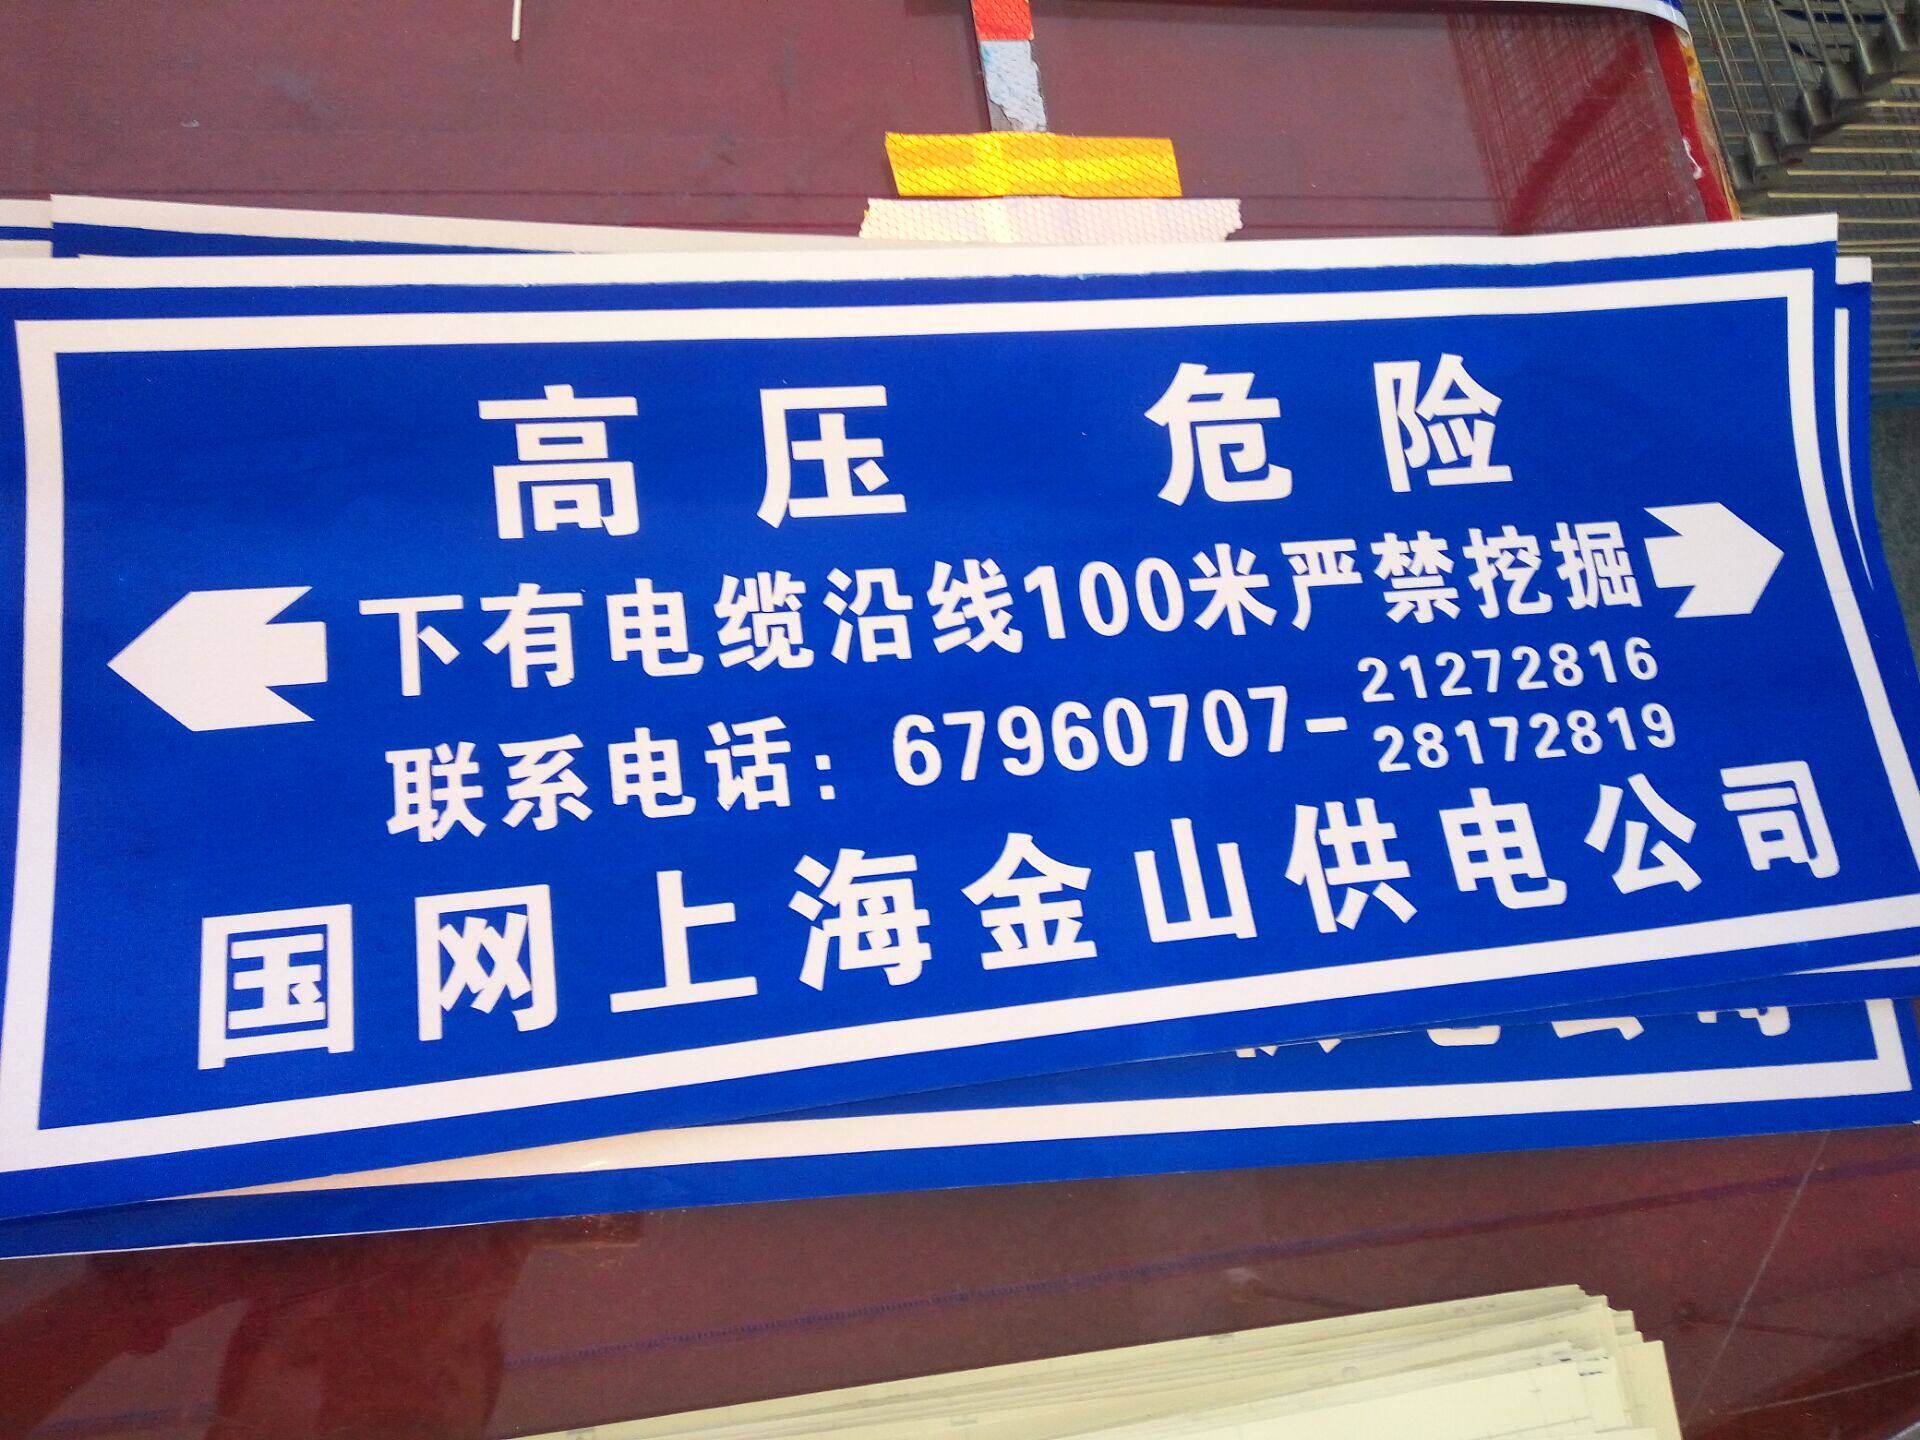 高压 危险
下有电缆沿线100米严禁挖掘
联系电话：67960707-21272816
28172819
国网上海金山供电公司